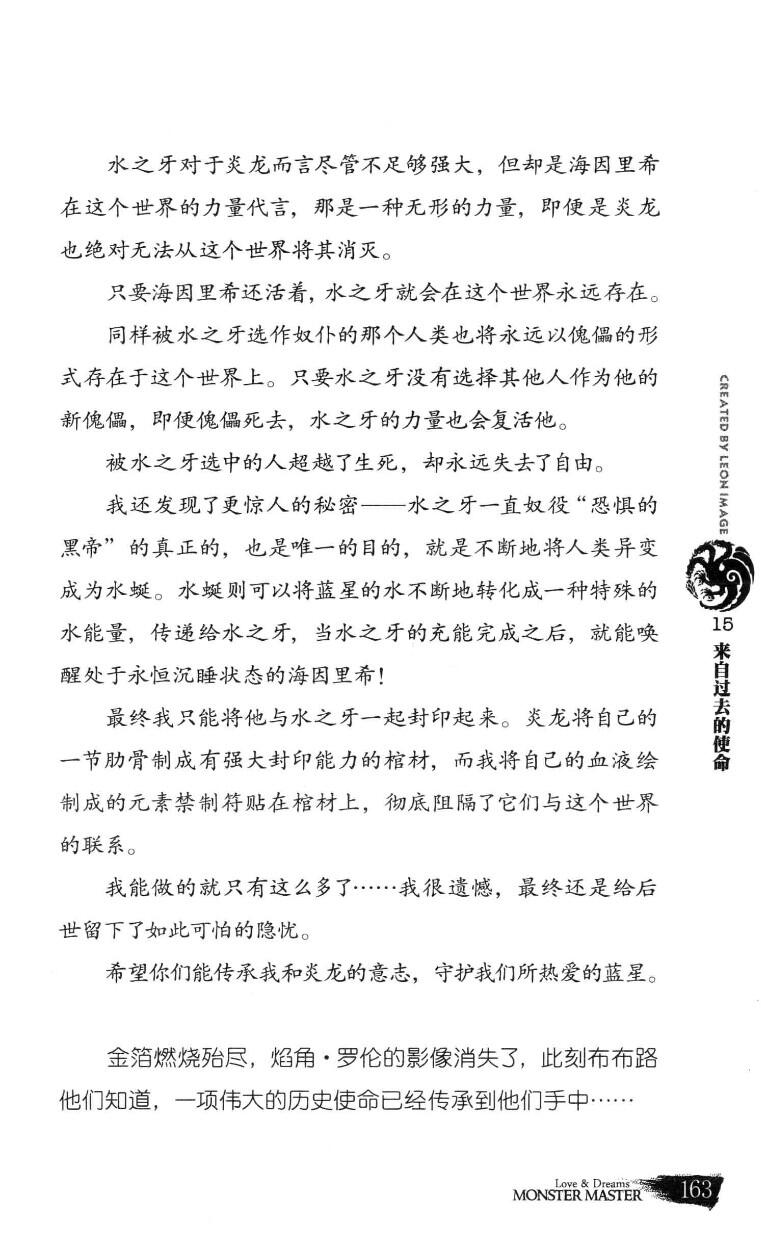 水之牙对于炎龙而言尽管不足够强大，但却是海因里希
在这个世界的力量代言，那是一种无形的力量，即便是炎龙
也绝对无法从这个世界将其消灭。
只要海因里希还活着，水之牙就会在这个世界永远存在。
同样被水之牙选作奴仆的那个人类也将永远以傀儡的形
式存在于这个世界上。只要水之牙没有选择其他人作为他的
新傀儡，即便傀儡死去，水之牙的力量也会复活他。
被水之牙选中的人超越了生死，却永远失去了自由。
我还发现了更惊人的秘密——水之牙一直奴役“恐惧的
黑帝”的真正的，也是唯一的目的，就是不断地将人类异变
成为水蜒。水蜒则可以将蓝星的水不断地转化成一种特殊的
水能量，传递给水之牙，当水之牙的充能完成之后，就能唤
醒处于永恒沉睡状态的海因里希！
最终我只能将他与水之牙一起封印起来。炎龙将自己的
一节肋骨制成有强大封印能力的棺材，而我将自己的血液绘
制成的元素禁制符贴在棺材上，彻底阻隔了它们与这个世界
的联系。
我能做的就只有这么多了……我很遗憾，最终还是给后
世留下了如此可怕的隐忧。
希望你们能传承我和炎龙的意志，守护我们所热爱的蓝星。
金箔燃烧殆尽，焰角·罗伦的影像消失了，此刻布布路
他们知道，一项伟大的历史使命已经传承到他们手中……
CREATED BY LEON IMAGE
15
来自过去的使命
Love & Dreams
MONSTER MASTER
163